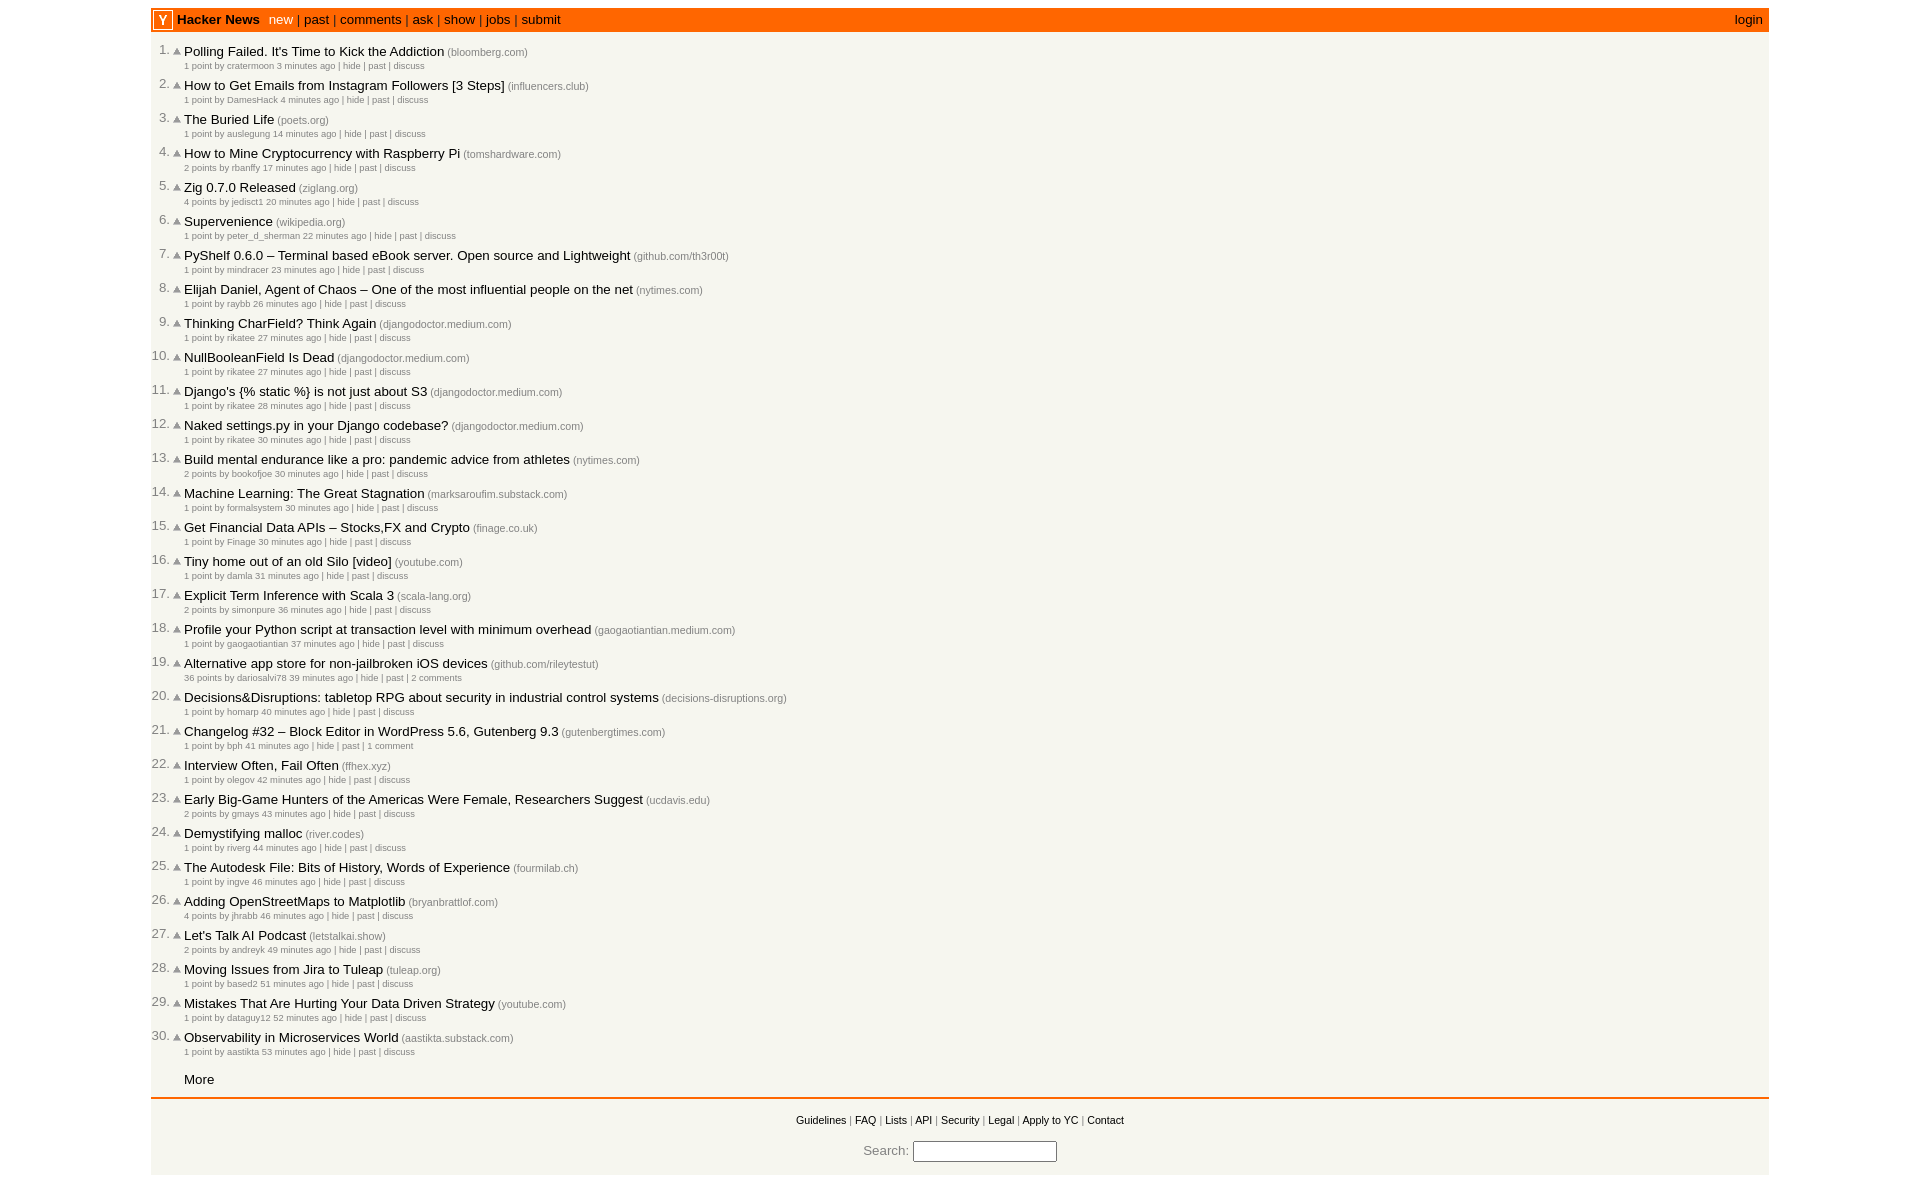 Y Hacker News new | past | comments | ask | show | jobs | submit login
1. Polling Failed. It's Time to Kick the Addiction (bloomberg.com)
1 point by cratermoon 3 minutes ago | hide | past | discuss
2. How to Get Emails from Instagram Followers [3 Steps] (influencers.club)
1 point by DamesHack 4 minutes ago | hide | past | discuss
3. The Buried Life (poets.org)
1 point by auslegung 14 minutes ago | hide | past | discuss
4. How to Mine Cryptocurrency with Raspberry Pi (tomshardware.com)
2 points by rbanffy 17 minutes ago | hide | past | discuss
5. Zig 0.7.0 Released (ziglang.org)
4 points by jedisct1 20 minutes ago | hide | past | discuss
6. Supervenience (wikipedia.org)
1 point by peter_d_sherman 22 minutes ago | hide | past | discuss
7. PyShelf 0.6.0 – Terminal based eBook server. Open source and Lightweight (github.com/th3r00t)
1 point by mindracer 23 minutes ago | hide | past | discuss
8. Elijah Daniel, Agent of Chaos – One of the most influential people on the net (nytimes.com)
1 point by raybb 26 minutes ago | hide | past | discuss
9. Thinking CharField? Think Again (djangodoctor.medium.com)
1 point by rikatee 27 minutes ago | hide | past | discuss
10. NullBooleanField Is Dead (djangodoctor.medium.com)
1 point by rikatee 27 minutes ago | hide | past | discuss
11. Django's {% static %} is not just about S3 (djangodoctor.medium.com)
1 point by rikatee 28 minutes ago | hide | past | discuss
12. Naked settings.py in your Django codebase? (djangodoctor.medium.com)
1 point by rikatee 30 minutes ago | hide | past | discuss
13. Build mental endurance like a pro: pandemic advice from athletes (nytimes.com)
2 points by bookofjoe 30 minutes ago | hide | past | discuss
14. Machine Learning: The Great Stagnation (marksaroufim.substack.com)
1 point by formalsystem 30 minutes ago | hide | past | discuss
15. Get Financial Data APIs – Stocks,FX and Crypto (finage.co.uk)
1 point by Finage 30 minutes ago | hide | past | discuss
16. Tiny home out of an old Silo [video] (youtube.com)
1 point by damla 31 minutes ago | hide | past | discuss
17. Explicit Term Inference with Scala 3 (scala-lang.org)
2 points by simonpure 36 minutes ago | hide | past | discuss
18. Profile your Python script at transaction level with minimum overhead (gaogaotiantian.medium.com)
1 point by gaogaotiantian 37 minutes ago | hide | past | discuss
19. Alternative app store for non-jailbroken iOS devices (github.com/rileytestut)
36 points by dariosalvi78 39 minutes ago | hide | past | 2 comments
20. Decisions&Disruptions: tabletop RPG about security in industrial control systems (decisions-disruptions.org)
1 point by homarp 40 minutes ago | hide | past | discuss
21. Changelog #32 – Block Editor in WordPress 5.6, Gutenberg 9.3 (gutenbergtimes.com)
1 point by bph 41 minutes ago | hide | past | 1 comment
22. Interview Often, Fail Often (ffhex.xyz)
1 point by olegov 42 minutes ago | hide | past | discuss
23. Early Big-Game Hunters of the Americas Were Female, Researchers Suggest (ucdavis.edu)
2 points by gmays 43 minutes ago | hide | past | discuss
24. Demystifying malloc (river.codes)
1 point by riverg 44 minutes ago | hide | past | discuss
25. The Autodesk File: Bits of History, Words of Experience (fourmilab.ch)
1 point by ingve 46 minutes ago | hide | past | discuss
26. Adding OpenStreetMaps to Matplotlib (bryanbrattlof.com)
4 points by jhrabb 46 minutes ago | hide | past | discuss
27. Let's Talk AI Podcast (letstalkai.show)
2 points by andreyk 49 minutes ago | hide | past | discuss
28. Moving Issues from Jira to Tuleap (tuleap.org)
1 point by based2 51 minutes ago | hide | past | discuss
29. Mistakes That Are Hurting Your Data Driven Strategy (youtube.com)
1 point by dataguy12 52 minutes ago | hide | past | discuss
30. Observability in Microservices World (aastikta.substack.com)
1 point by aastikta 53 minutes ago | hide | past | discuss
More
Guidelines | FAQ | Lists | API | Security | Legal | Apply to YC | Contact
Search: